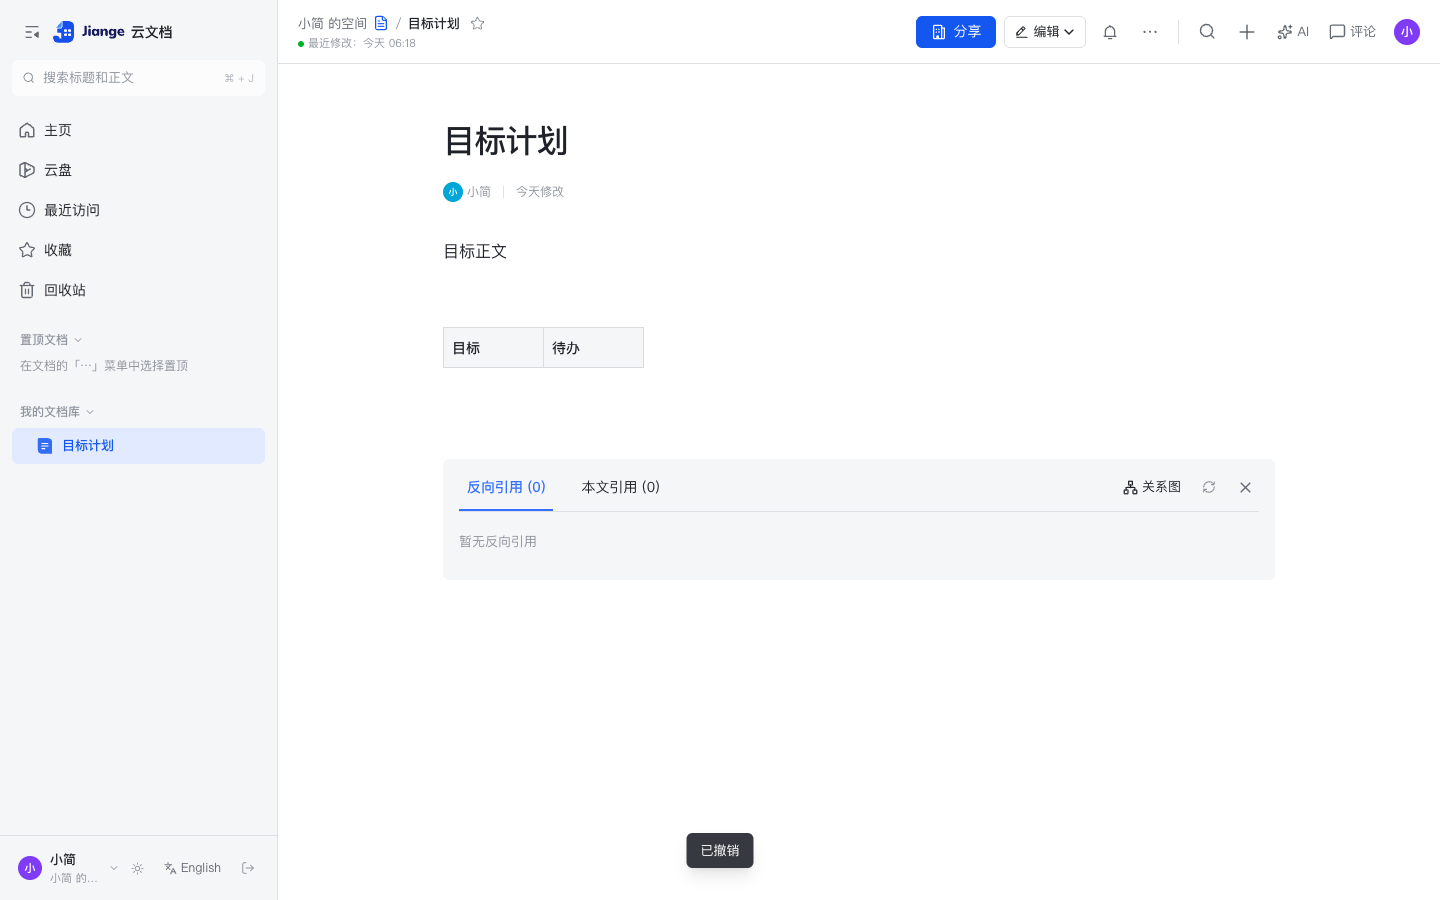 Jiange 云文档
搜索标题和正文 ⌘ + J
主页
云盘
最近访问
收藏
回收站
置顶文档
在文档的「…」菜单中选择置顶
我的文档库
目标计划
小 小简
小简 的...
English
小简 的空间 / 目标计划
最近修改：今天 06:18
分享 编辑 AI 评论 小
目标计划
小 小简 今天修改
目标正文
目标 待办
反向引用 (0) 本文引用 (0) 关系图
暂无反向引用
已撤销